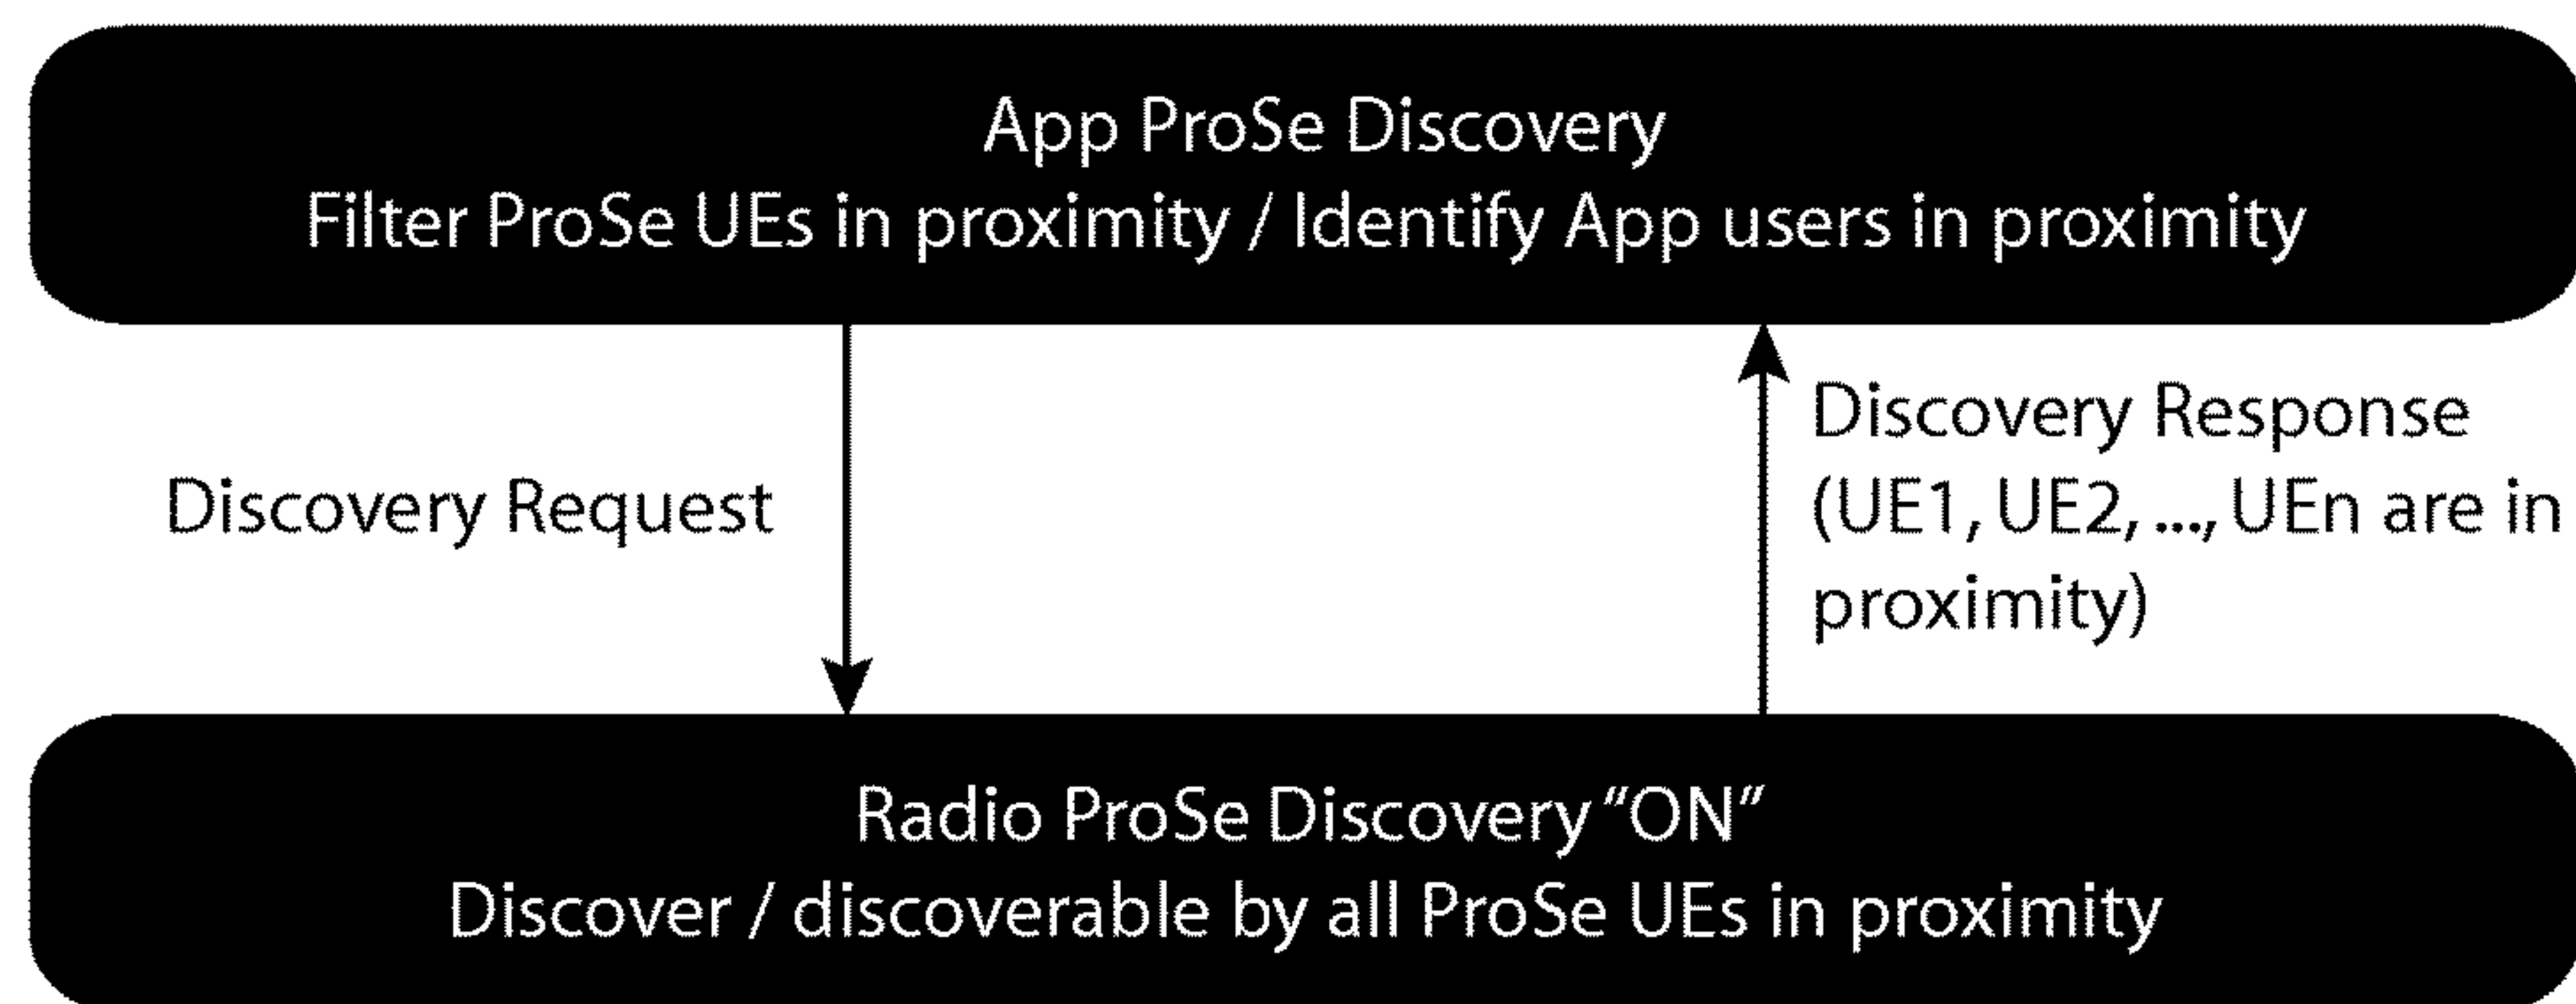 App ProSe Discovery
Filter ProSe UEs in proximity / Identify App users in proximity
Discovery Request
Discovery Response
(UE1, UE2, ..., UEn are in
proximity)
Radio ProSe Discovery “ON”
Discover / discoverable by all ProSe UEs in proximity